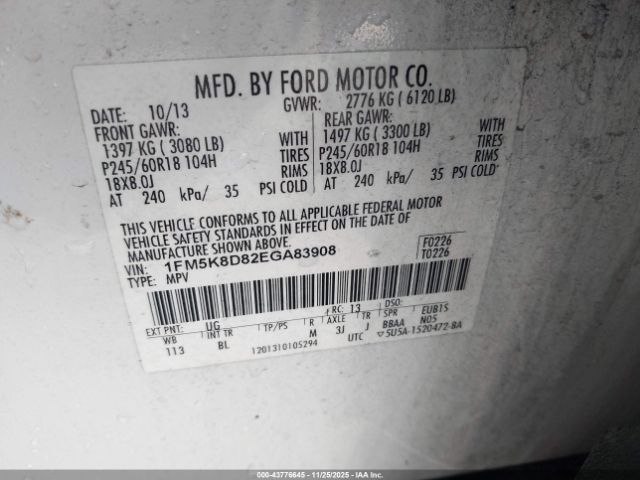 MFD. BY FORD MOTOR CO.
DATE: 10/13 GVWR: 2776 KG ( 6120 LB)
FRONT GAWR: REAR GAWR:
1397 KG ( 3080 LB) WITH 1497 KG ( 3300 LB) WITH
P245/60R18 104H TIRES P245/60R18 104H TIRES
18X8.0J RIMS 18X8.0J RIMS
AT 240 kPa/ 35 PSI COLD AT 240 kPa/ 35 PSI COLD
THIS VEHICLE CONFORMS TO ALL APPLICABLE FEDERAL MOTOR
VEHICLE SAFETY STANDARDS IN EFFECT ON THE DATE OF
MANUFACTURE SHOWN ABOVE.
VIN: 1FM5K8D82EGA83908 F0226
TYPE: MPV T0226
EXT PNT: UG RC: 13 DSO:
WB INT TR TP/PS R AXLE TR SPR EUB1S
113 BL M 3J J BBAA N05
1201310105294 UTC 5U5A-1520472-BA
000-43776645 11/25/2025 IAA Inc.